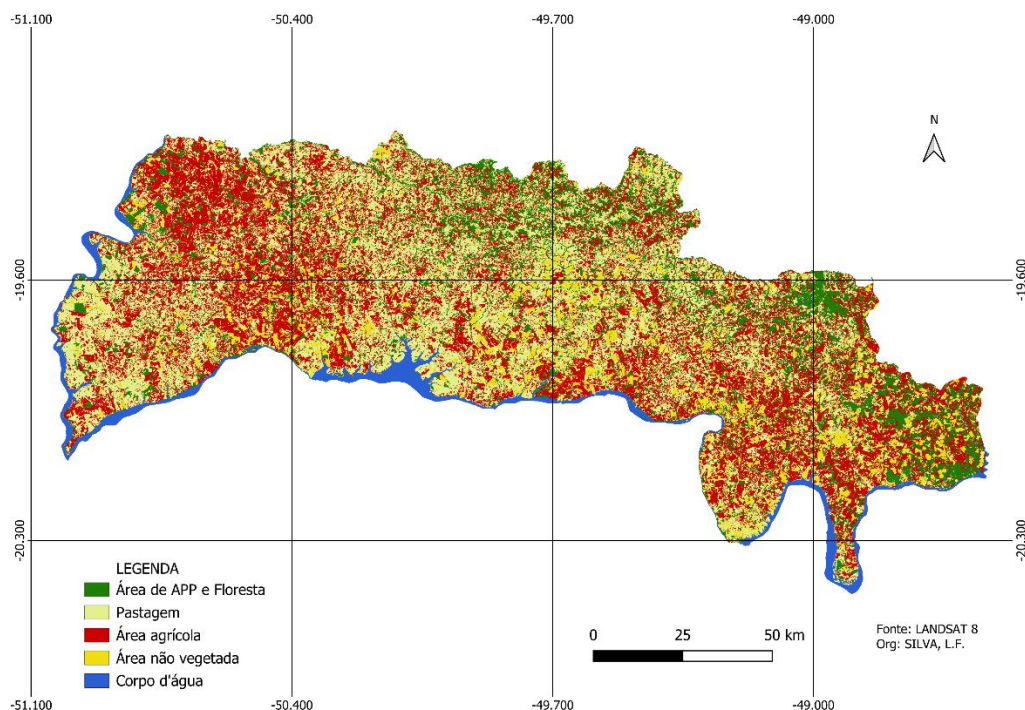 -51.100 -50.400 -49.700 -49.000
N
-19.600 -19.600
-20.300 -20.300
LEGENDA
Área de APP e Floresta
Pastagem
Área agrícola
Área não vegetada
Corpo d'água
0 25 50 km
Fonte: LANDSAT 8
Org: SILVA, L.F.
-51.100 -50.400 -49.700 -49.000